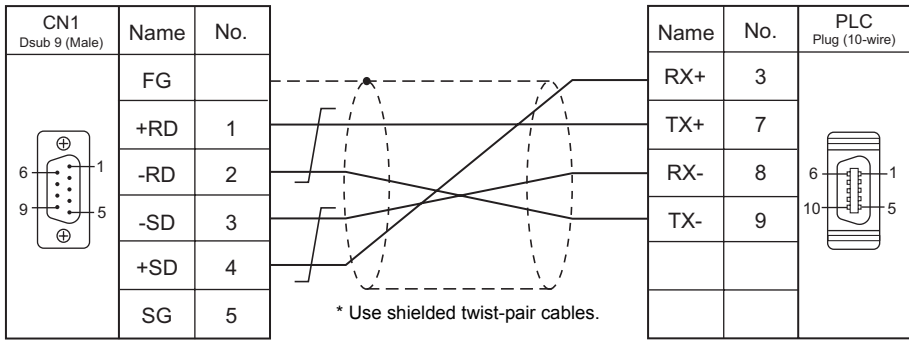 CN1
Dsub 9 (Male)
Name
No.
FG
+RD
1
-RD
2
-SD
3
+SD
4
SG
5
6
1
9
5
* Use shielded twist-pair cables.
Name
No.
PLC
Plug (10-wire)
RX+
3
TX+
7
RX-
8
TX-
9
6
1
10
5